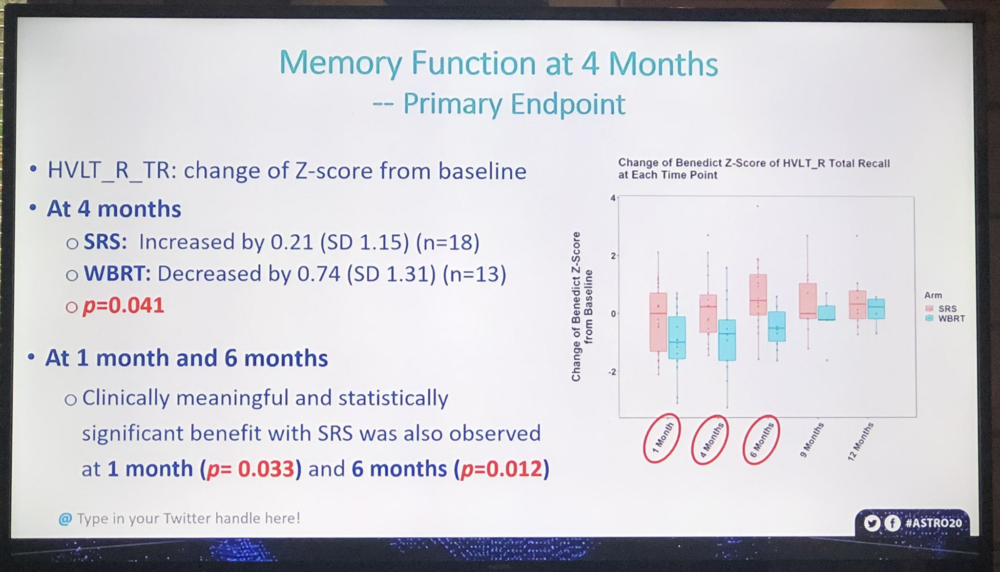 Memory Function at 4 Months
-- Primary Endpoint
• HVLT_R_TR: change of Z-score from baseline
• At 4 months
o SRS: Increased by 0.21 (SD 1.15) (n=18)
o WBRT: Decreased by 0.74 (SD 1.31) (n=13)
o p=0.041
• At 1 month and 6 months
o Clinically meaningful and statistically
significant benefit with SRS was also observed
at 1 month (p= 0.033) and 6 months (p=0.012)
Change of Benedict Z-Score of HVLT_R Total Recall
at Each Time Point
Change of Benedict Z-Score
from Baseline
4
2
0
-2
1 Month
4 Months
6 Months
9 Months
12 Months
Arm
SRS
WBRT
@ Type in your Twitter handle here!
#ASTRO20